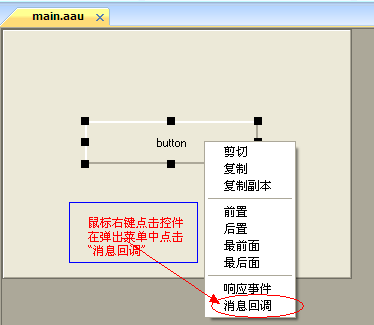 main.aau
button
剪切
复制
复制副本
前置
后置
最前面
最后面
响应事件
消息回调
鼠标右键点击控件
在弹出菜单中点击
“消息回调”